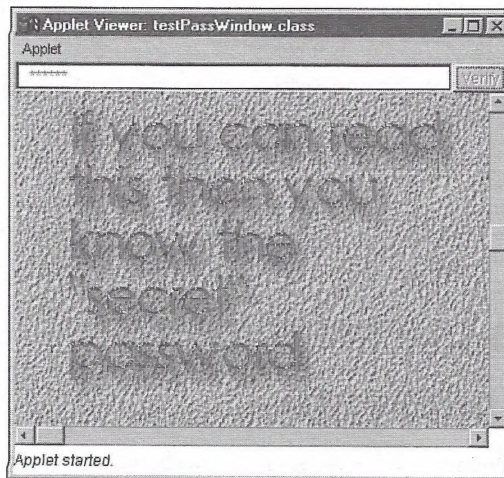 Applet Viewer: testPassWindow.class
Applet
****** Verify
if you can read
this then you
know the
"secret"
password
Applet started.